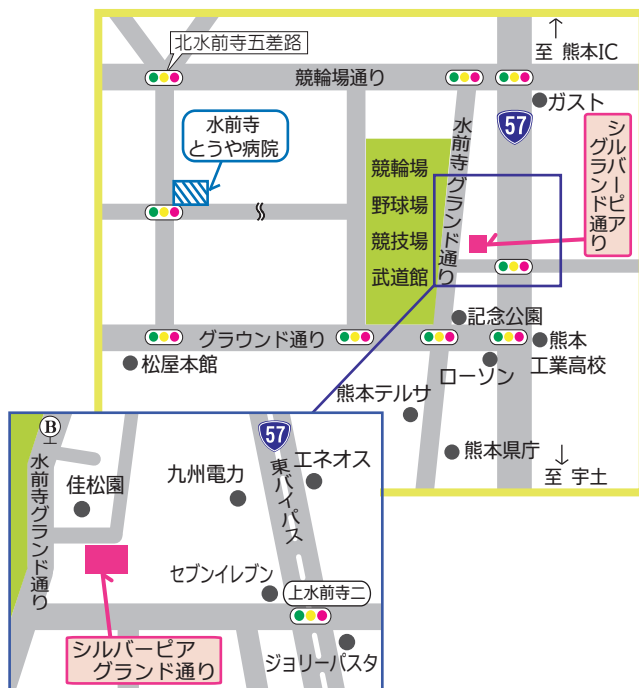 北水前寺五差路
↑
至 熊本IC
競輪場通り
ガスト
57
水前寺
とうや病院
水前寺グランド通り
シルバーピア
グランド通り
競輪場
野球場
競技場
武道館
記念公園
グラウンド通り
熊本
工業高校
松屋本館
ローソン
熊本テルサ
熊本県庁
↓
至 宇土
B
57
水前寺グランド通り
佳松園
九州電力
東バイパス
エネオス
セブンイレブン
上水前寺二
シルバーピア
グランド通り
ジョリーパスタ